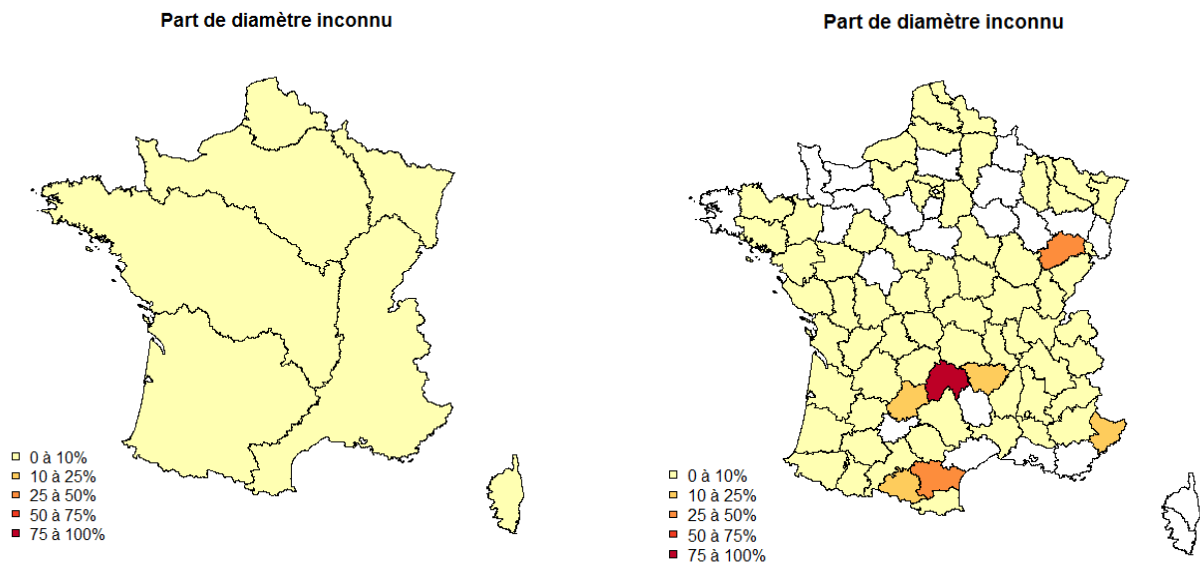 Part de diamètre inconnu
0 à 10%
10 à 25%
25 à 50%
50 à 75%
75 à 100%
Part de diamètre inconnu
0 à 10%
10 à 25%
25 à 50%
50 à 75%
75 à 100%